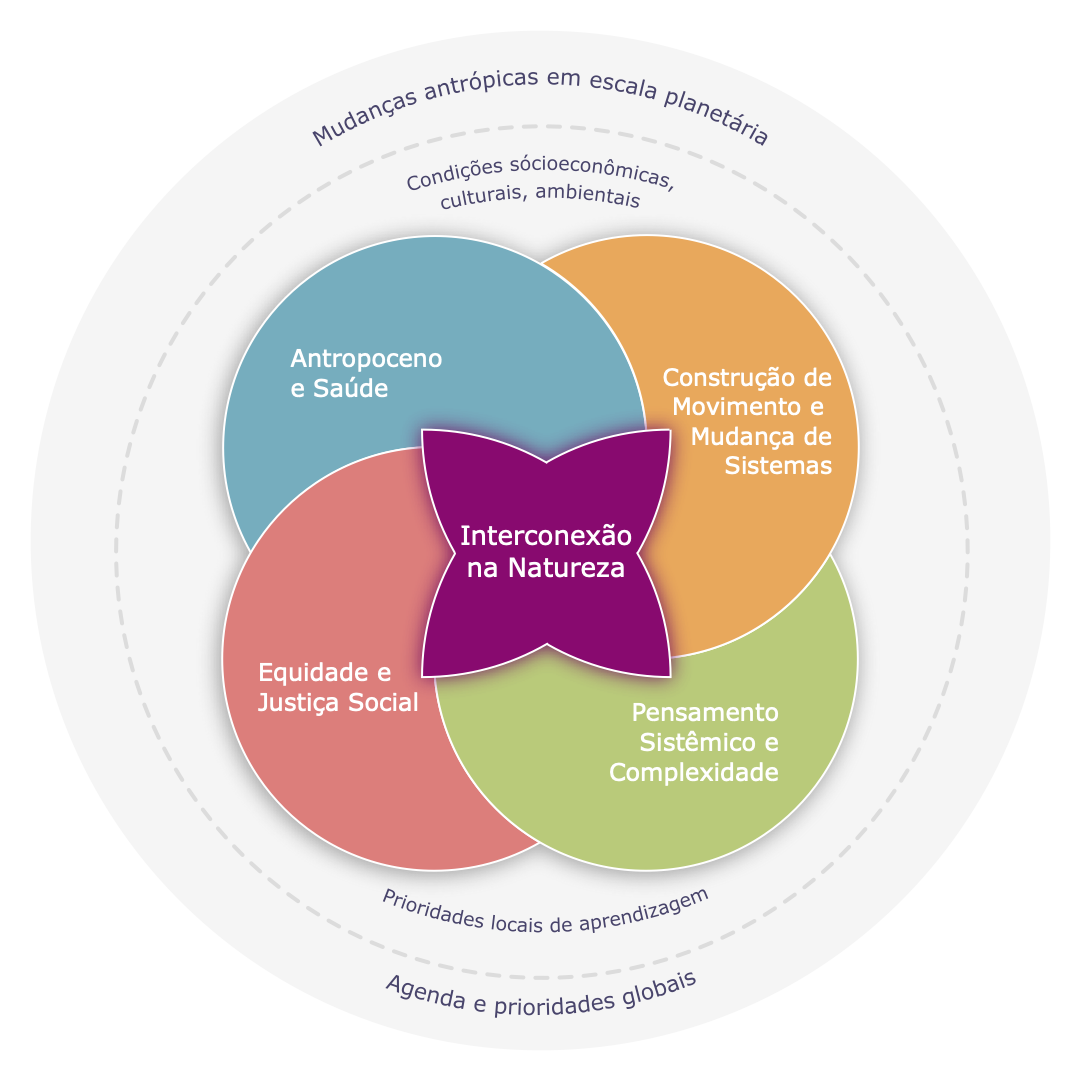 Mudanças antrópicas em escala planetária
Condições sócioeconômicas,
culturais, ambientais
Antropoceno
e Saúde
Construção de
Movimento e
Mudança de
Sistemas
Interconexão
na Natureza
Equidade e
Justiça Social
Pensamento
Sistêmico e
Complexidade
Prioridades locais de aprendizagem
Agenda e prioridades globais